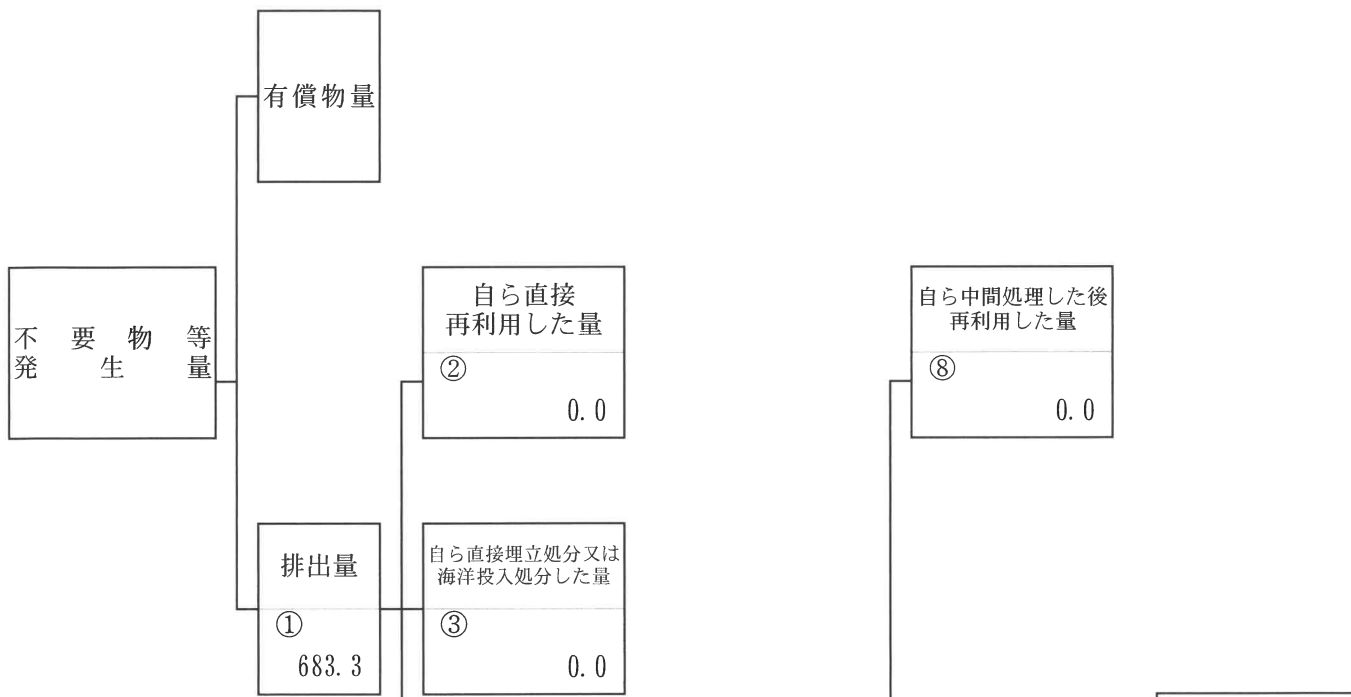 有償物量
不要物等
発生量
自ら直接
再利用した量
②
0.0
自ら中間処理した後
再利用した量
⑧
0.0
排出量
①
683.3
自ら直接埋立処分又は
海洋投入処分した量
③
0.0